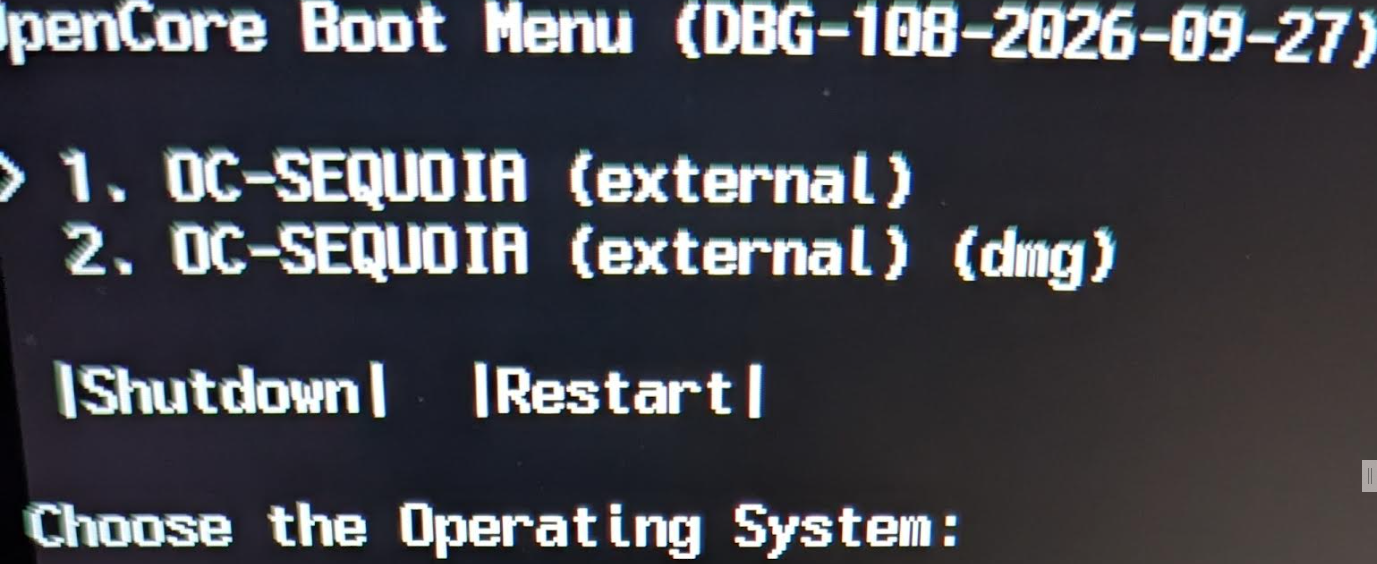 OpenCore Boot Menu (DBG-108-2026-09-27)
> 1. OC-SEQUOIA (external)
2. OC-SEQUOIA (external) (dmg)
|Shutdown| |Restart|
Choose the Operating System: